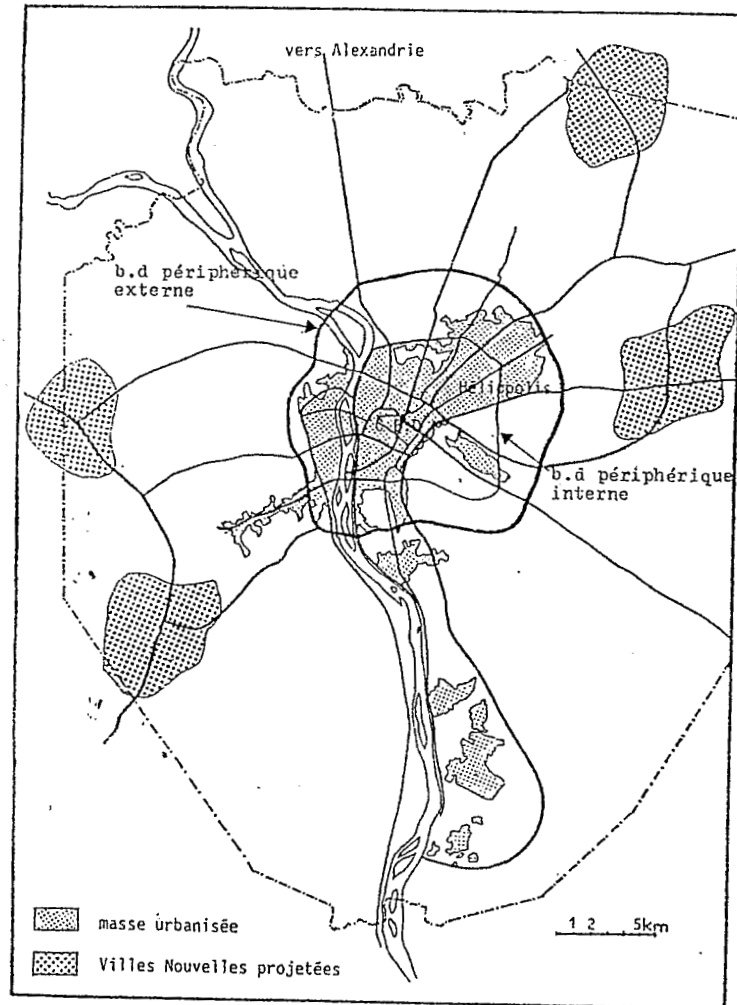 vers Alexandrie
b.d périphérique
externe
Héliopolis
b.d périphérique
interne
masse urbanisée
Villes Nouvelles projetées
1 2 5km